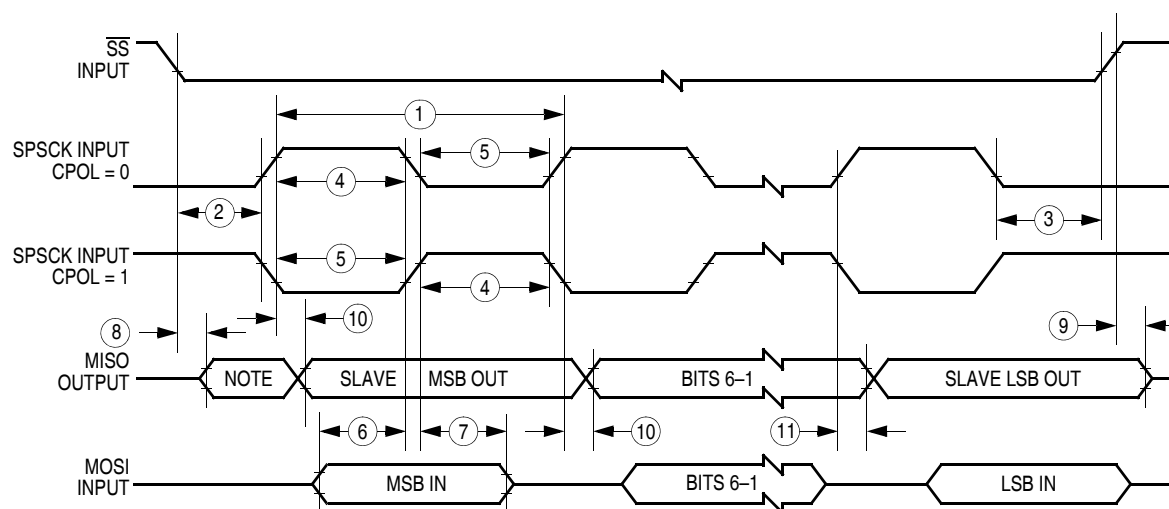 SS
INPUT
1
SPSCK INPUT
CPOL = 0
5
4
2
3
SPSCK INPUT
CPOL = 1
5
4
8
10
9
MISO
OUTPUT
NOTE
SLAVE
MSB OUT
BITS 6–1
SLAVE LSB OUT
6
7
10
11
MOSI
INPUT
MSB IN
BITS 6–1
LSB IN